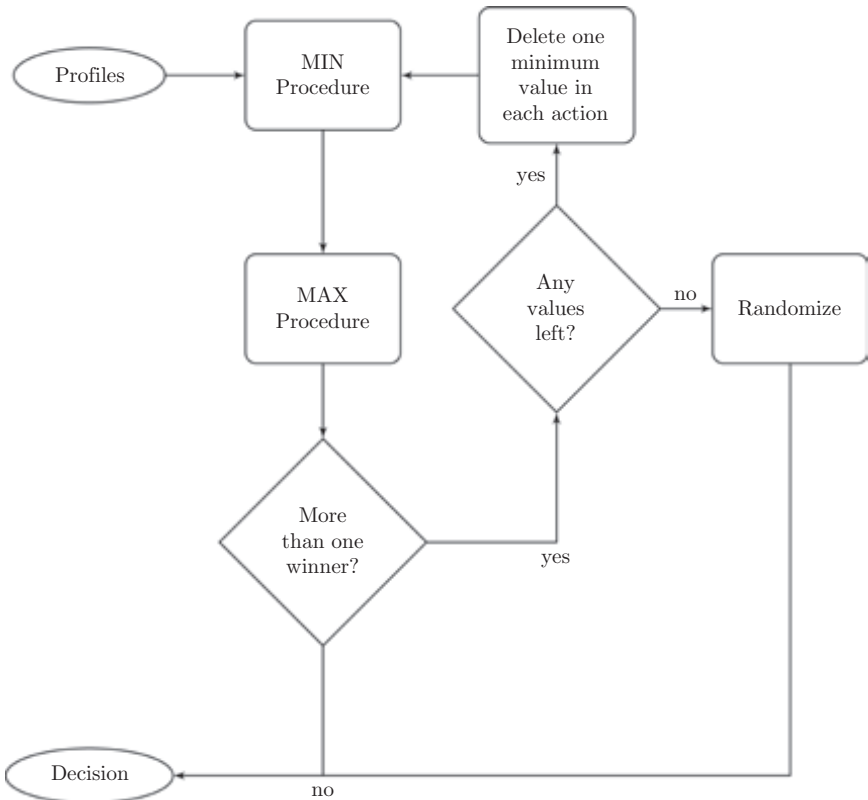 Profiles
MIN
Procedure
Delete one
minimum
value in
each action
yes
MAX
Procedure
Any
values
left?
no
Randomize
More
than one
winner?
yes
Decision
no